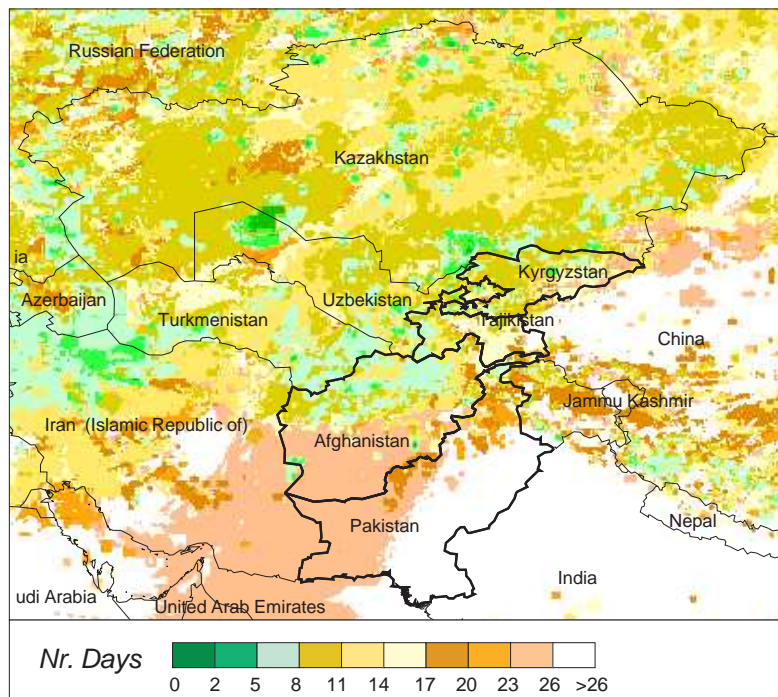 Russian Federation
Kazakhstan
ia
Kyrgyzstan
Azerbaijan
Uzbekistan
Turkmenistan
Tajikistan
China
Jammu Kashmir
Iran (Islamic Republic of)
Afghanistan
Pakistan
Nepal
India
udi Arabia
United Arab Emirates
Nr. Days
0 2 5 8 11 14 17 20 23 26 >26